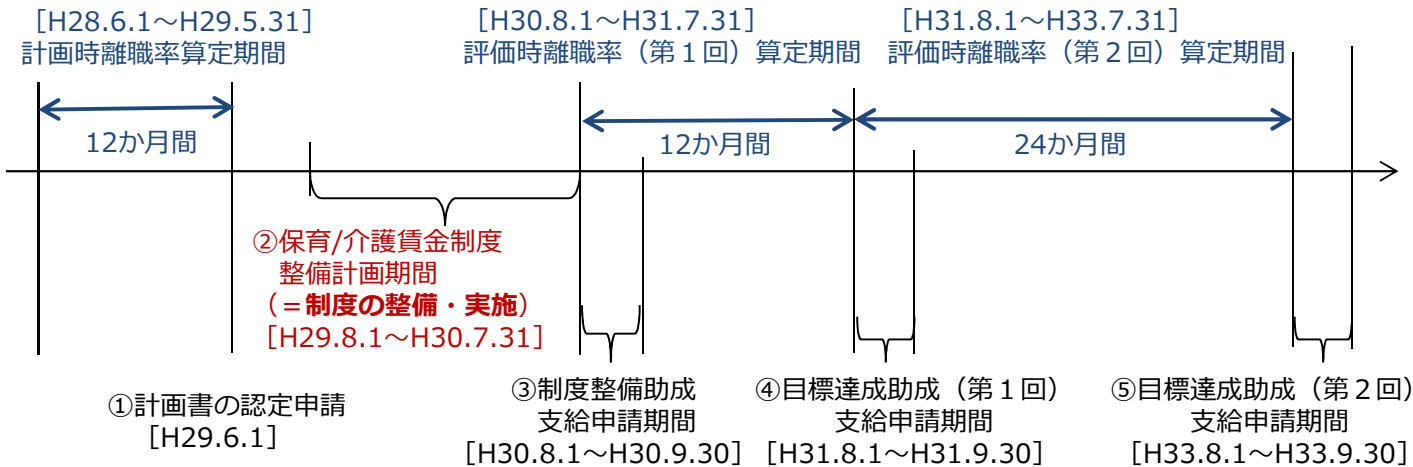 ［H28.6.1～H29.5.31］
計画時離職率算定期間
［H30.8.1～H31.7.31］
評価時離職率（第１回）算定期間
［H31.8.1～H33.7.31］
評価時離職率（第２回）算定期間
12か月間
12か月間
24か月間
②保育/介護賃金制度
整備計画期間
（＝制度の整備・実施）
［H29.8.1～H30.7.31］
①計画書の認定申請
［H29.6.1］
③制度整備助成
支給申請期間
［H30.8.1～H30.9.30］
④目標達成助成（第１回）
支給申請期間
［H31.8.1～H31.9.30］
⑤目標達成助成（第２回）
支給申請期間
［H33.8.1～H33.9.30］